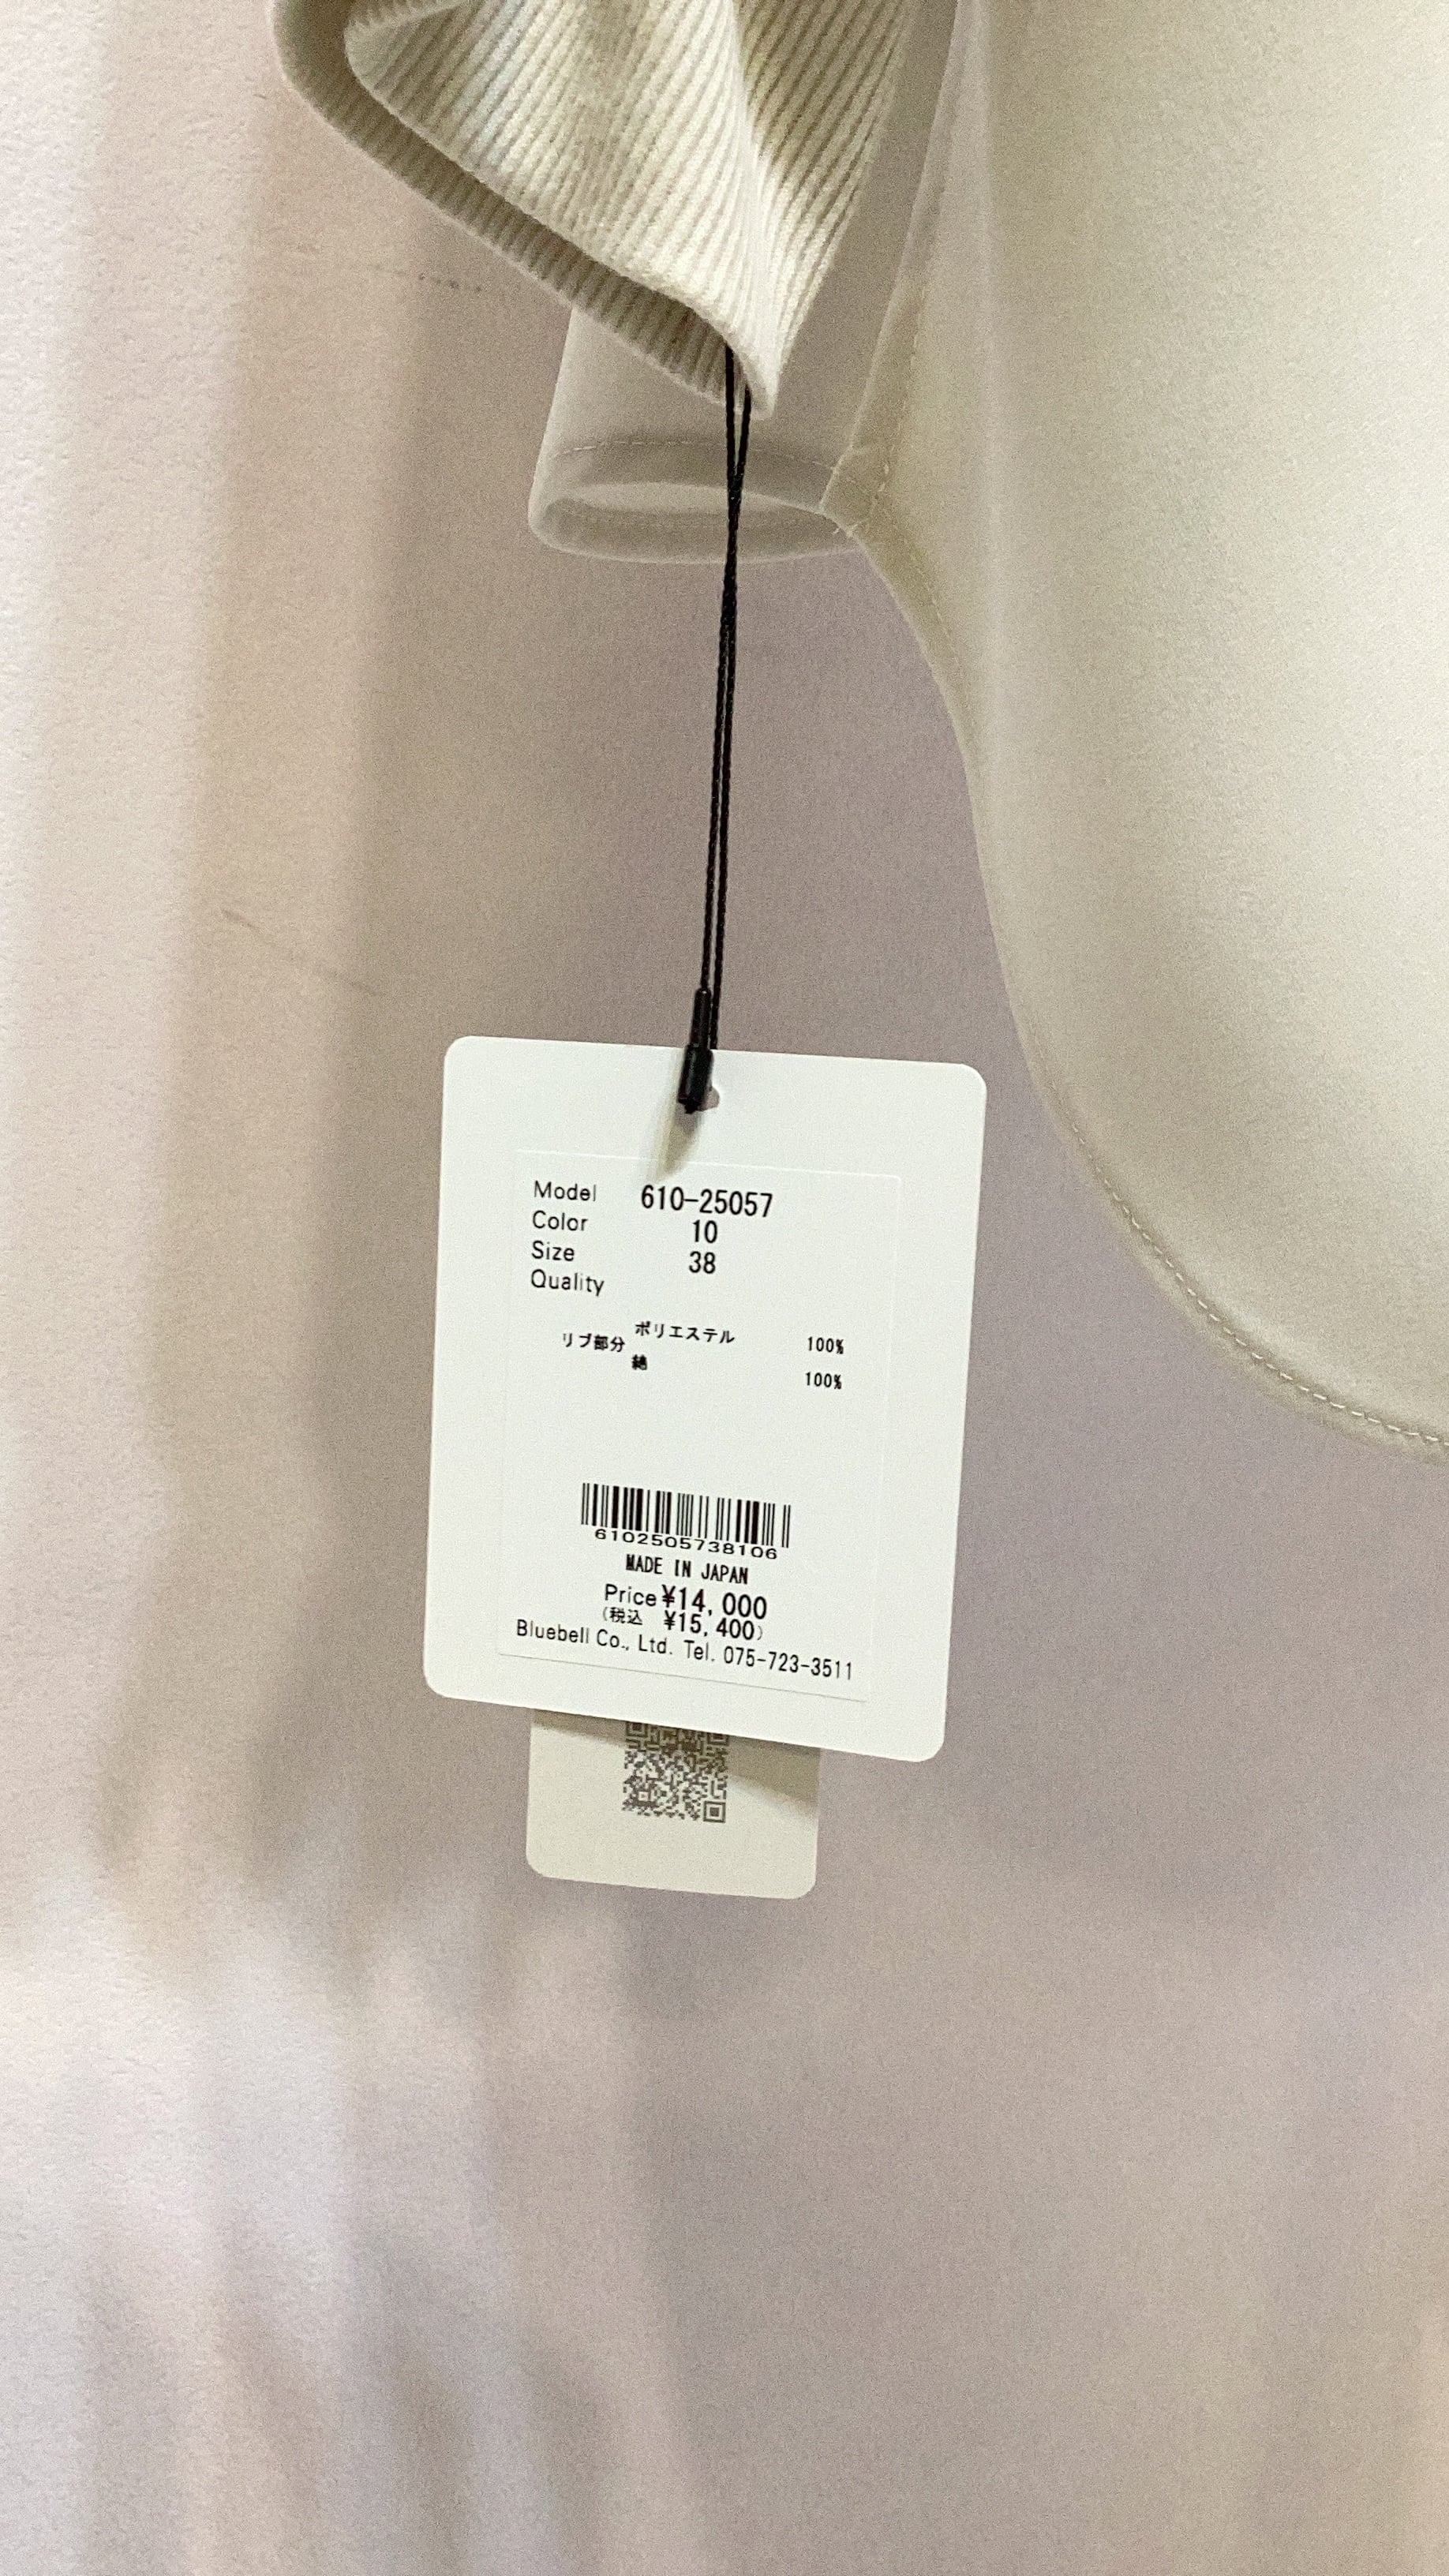 Model 610-25057
Color 10
Size 38
Quality
ポリエステル 100%
リブ部分
綿 100%
6102505738106
MADE IN JAPAN
Price ¥14,000
(税込 ¥15,400)
Bluebell Co., Ltd. Tel. 075-723-3511